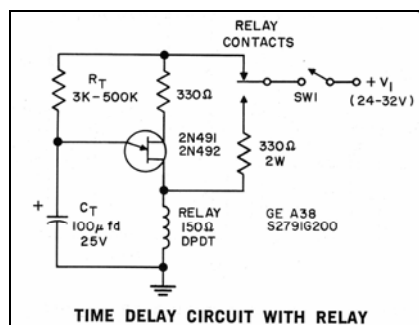 RELAY
CONTACTS
R_T
3K-500K
330Ω
SW1
+V_1
(24-32V)
2N491
2N492
330Ω
2W
+
C_T
100μfd
25V
RELAY
150Ω
DPDT
GE A38
S2791G200
TIME DELAY CIRCUIT WITH RELAY